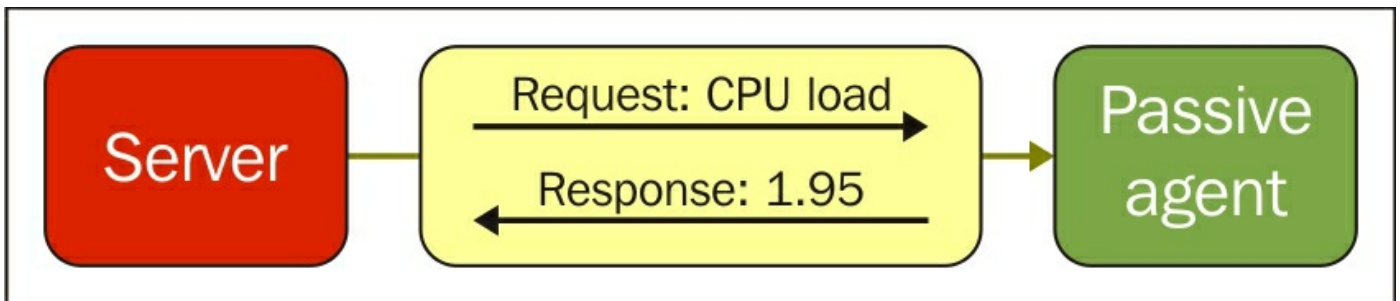 Server
Request: CPU load
Response: 1.95
Passive
agent